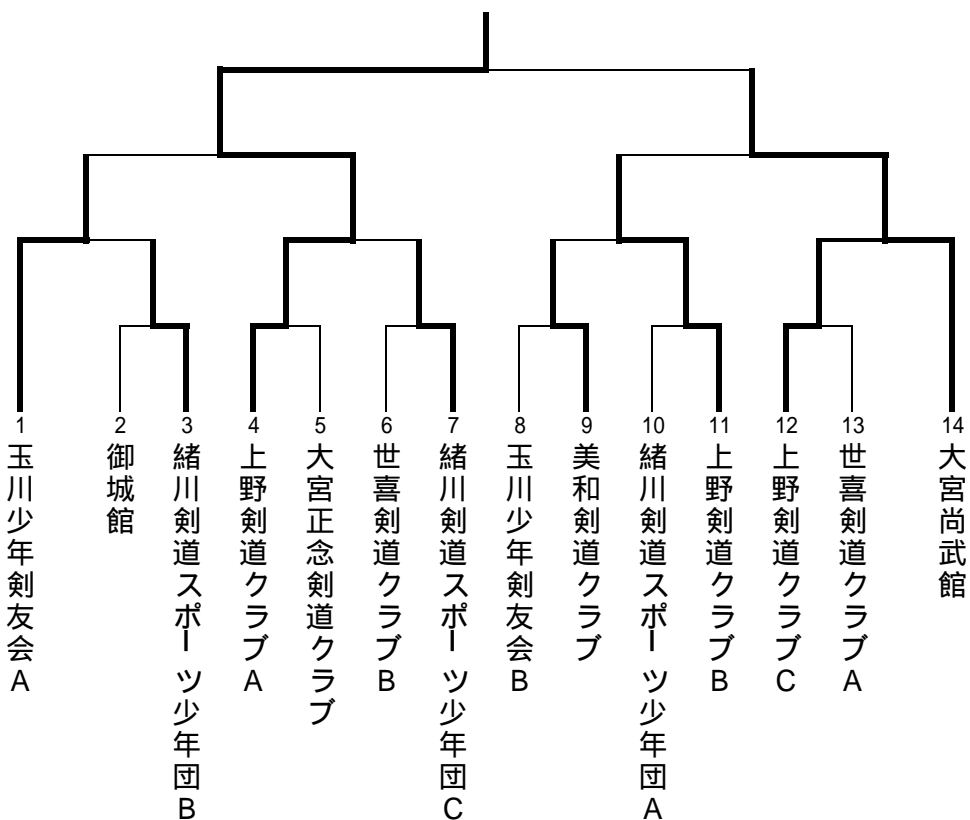 1
玉川少年剣友会A
2
御城館
3
緒川剣道スポーツ少年団B
4
上野剣道クラブA
5
大宮正念剣道クラブ
6
世喜剣道クラブB
7
緒川剣道スポーツ少年団C
8
玉川少年剣友会B
9
美和剣道クラブ
10
緒川剣道スポーツ少年団A
11
上野剣道クラブB
12
上野剣道クラブC
13
世喜剣道クラブA
14
大宮尚武館